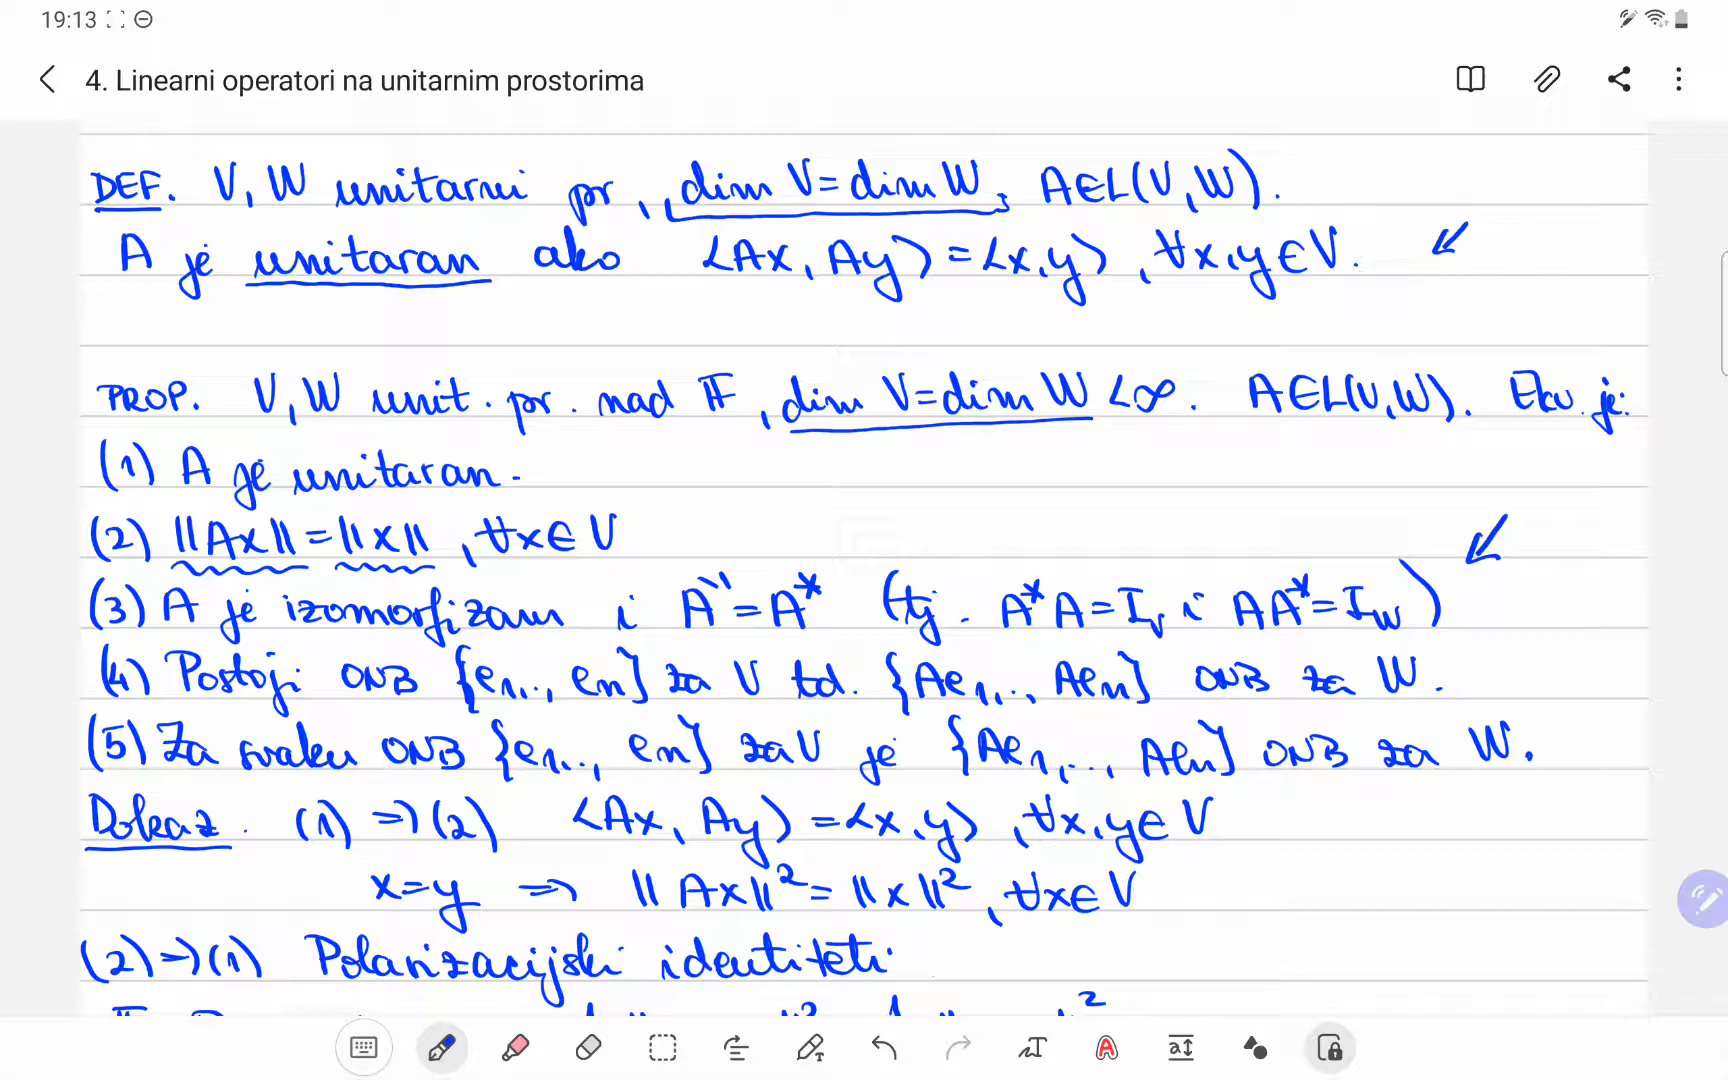 19:13
4. Linearni operatori na unitarnim prostorima
DEF. V, W unitarni pr., dim V = dim W, A∈L(V,W).
A je unitaran ako <Ax, Ay> = <x,y>, ∀x,y∈V. ↙
PROP. V, W unit. pr. nad 𝔽, dim V = dim W < ∞. A∈L(V,W). Ekv. je:
(1) A je unitaran.
(2) ||Ax|| = ||x||, ∀x∈V
(3) A je izomorfizam i A⁻¹ = A* (tj. A*A = I_V i AA* = I_W) ↙
(4) Postoji ONB {e₁,..., en} za V td. {Ae₁,..., Aen} ONB za W.
(5) Za svaku ONB {e₁,..., en} za V je {Ae₁,..., Aen} ONB za W.
Dokaz. (1) ⇒ (2) <Ax, Ay> = <x,y>, ∀x,y∈V
x=y ⇒ ||Ax||² = ||x||², ∀x∈V
(2) ⇒ (1) Polarizacijski identiteti